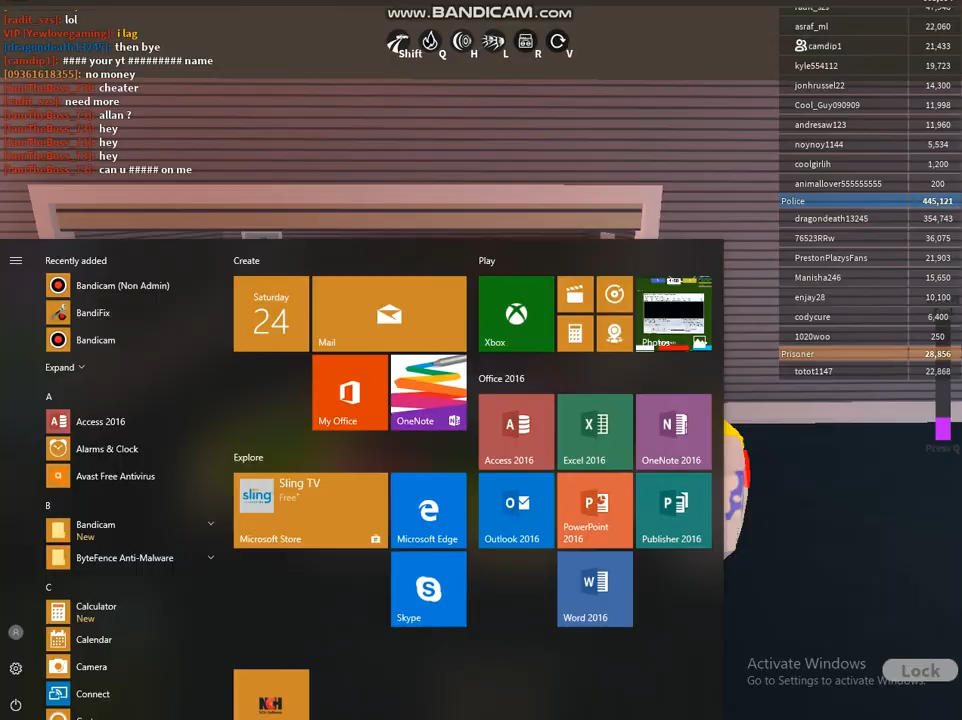 www.BANDICAM.com
lol
VIP [Yewlovegaming]: i lag
[dragondeath13245]: then bye
[camdip1]: #### your yt ######### name
[09361618355]: no money
cheater
need more
allan ?
hey
hey
hey
can u ##### on me
Shift
Q
H
L
R
V
asraf_ml 22,060
camdip1 21,433
kyle554112 19,723
jonhrussel22 14,300
Cool_Guy090909 11,998
andresaw123 11,960
noynoy1144 5,534
coolgirlih 1,200
animallover555555555 200
Police 445,121
dragondeath13245 354,743
76523RRw 36,075
PrestonPlazysFans 21,903
Manisha246 15,650
enjay28 10,100
codycure 6,400
1020woo 250
Prisoner 28,856
totot1147 22,868
Press Q
Recently added
Bandicam (Non Admin)
BandiFix
Bandicam
Expand
A
Access 2016
Alarms & Clock
Avast Free Antivirus
B
Bandicam
New
ByteFence Anti-Malware
C
Calculator
New
Calendar
Camera
Connect
Create
Saturday
24
Mail
My Office
OneNote
Explore
Sling TV
Free+
Microsoft Store
Microsoft Edge
Skype
Play
Xbox
Photos
Office 2016
Access 2016
Excel 2016
OneNote 2016
Outlook 2016
PowerPoint
2016
Publisher 2016
Word 2016
Activate Windows
Go to Settings to activate Windows.
Lock